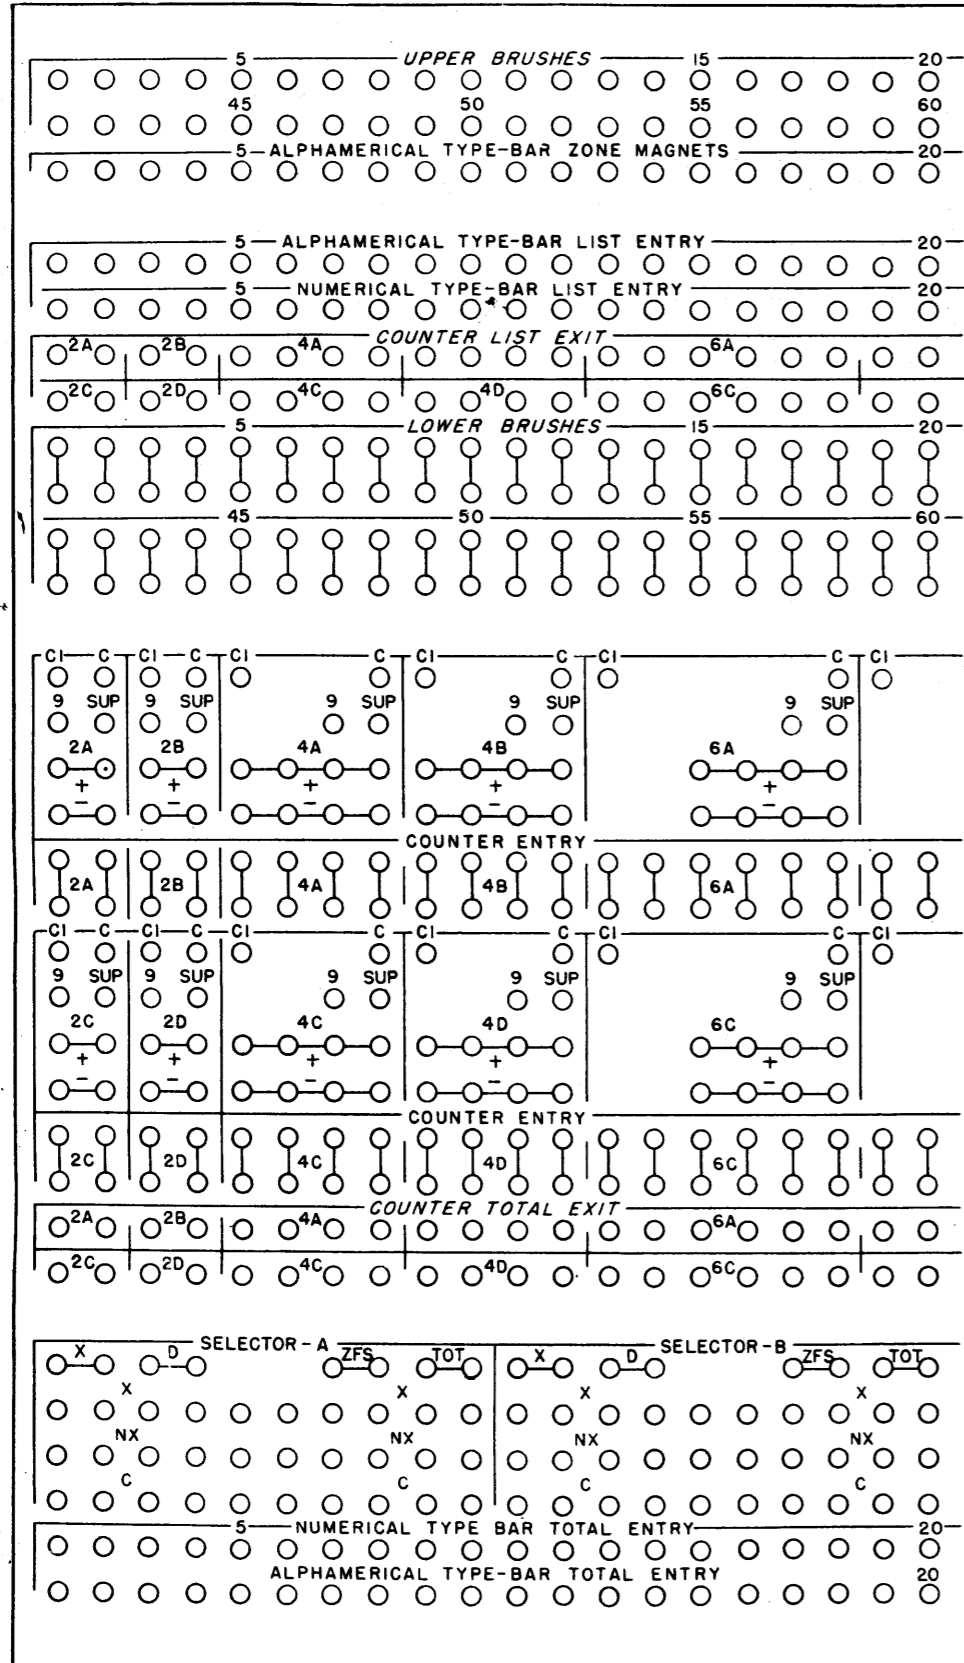 5 UPPER BRUSHES 15 20
45 50 55 60
5 ALPHAMERICAL TYPE-BAR ZONE MAGNETS 20
5 ALPHAMERICAL TYPE-BAR LIST ENTRY 20
5 NUMERICAL TYPE-BAR LIST ENTRY 20
COUNTER LIST EXIT
2A 2B 4A 6A
2C 2D 4C 4D 6C
5 LOWER BRUSHES 15 20
45 50 55 60
CI C CI C CI C CI C CI C CI
9 SUP 9 SUP 9 SUP 9 SUP 9 SUP
2A 2B 4A 4B 6A
+ + + + +
- - - - -
COUNTER ENTRY
2A 2B 4A 4B 6A
CI C CI C CI C CI C CI C CI
9 SUP 9 SUP 9 SUP 9 SUP 9 SUP
2C 2D 4C 4D 6C
+ + + + +
- - - - -
COUNTER ENTRY
2C 2D 4C 4D 6C
COUNTER TOTAL EXIT
2A 2B 4A 6A
2C 2D 4C 4D 6C
SELECTOR-A SELECTOR-B
X D ZFS TOT X D ZFS TOT
X X X X
NX NX NX NX
C C C C
5 NUMERICAL TYPE BAR TOTAL ENTRY 20
ALPHAMERICAL TYPE-BAR TOTAL ENTRY 20